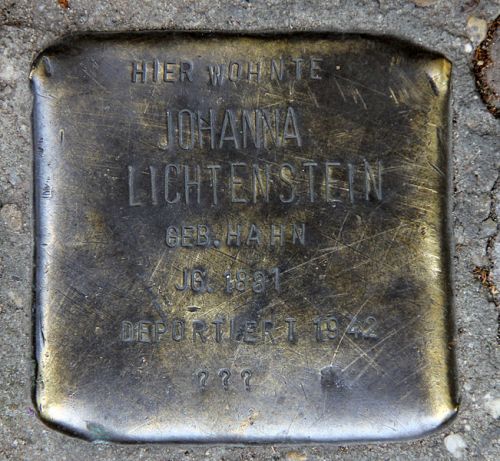 HIER WOHNTE
JOHANNA
LICHTENSTEIN
GEB. HAHN
JG. 1881
DEPORTIERT 1942
???